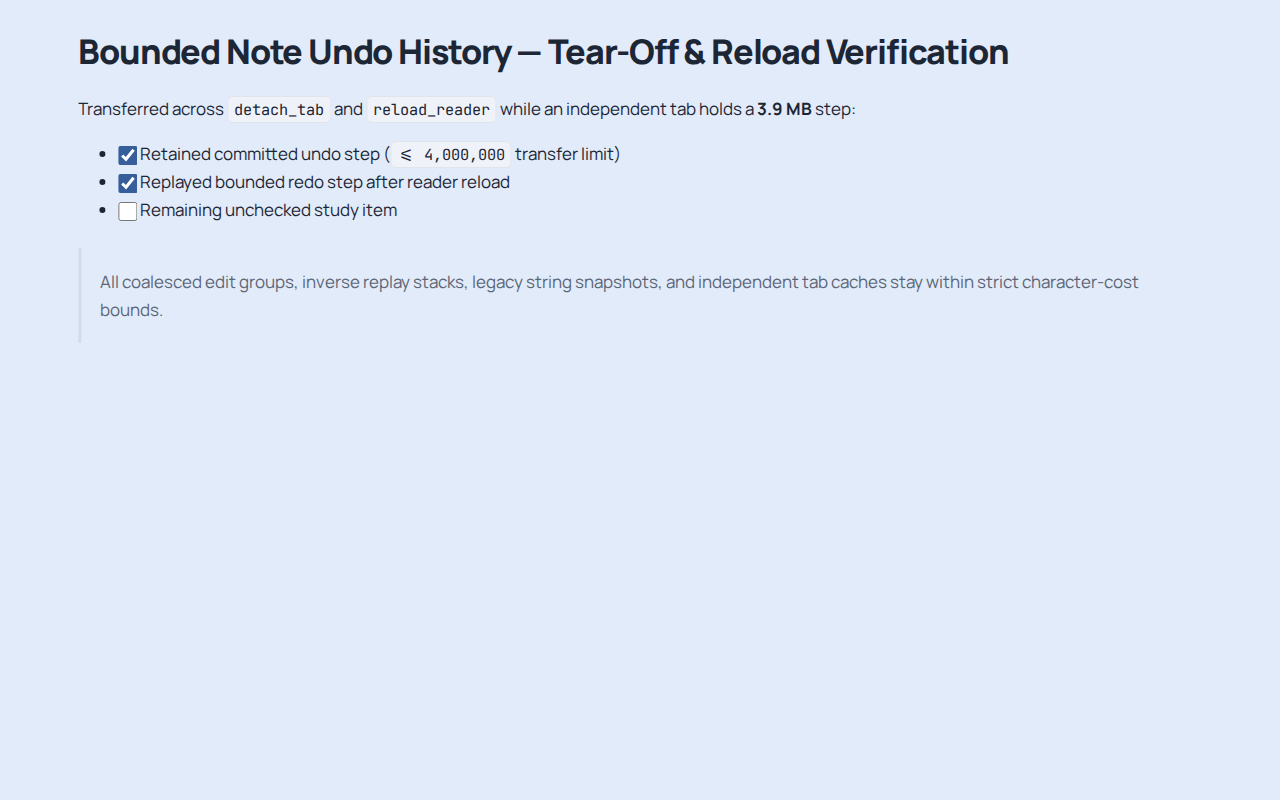 Bounded Note Undo History — Tear-Off & Reload Verification
Transferred across detach_tab and reload_reader while an independent tab holds a 3.9 MB step:
Retained committed undo step ( ⩽ 4,000,000 transfer limit)
Replayed bounded redo step after reader reload
Remaining unchecked study item
All coalesced edit groups, inverse replay stacks, legacy string snapshots, and independent tab caches stay within strict character-cost
bounds.